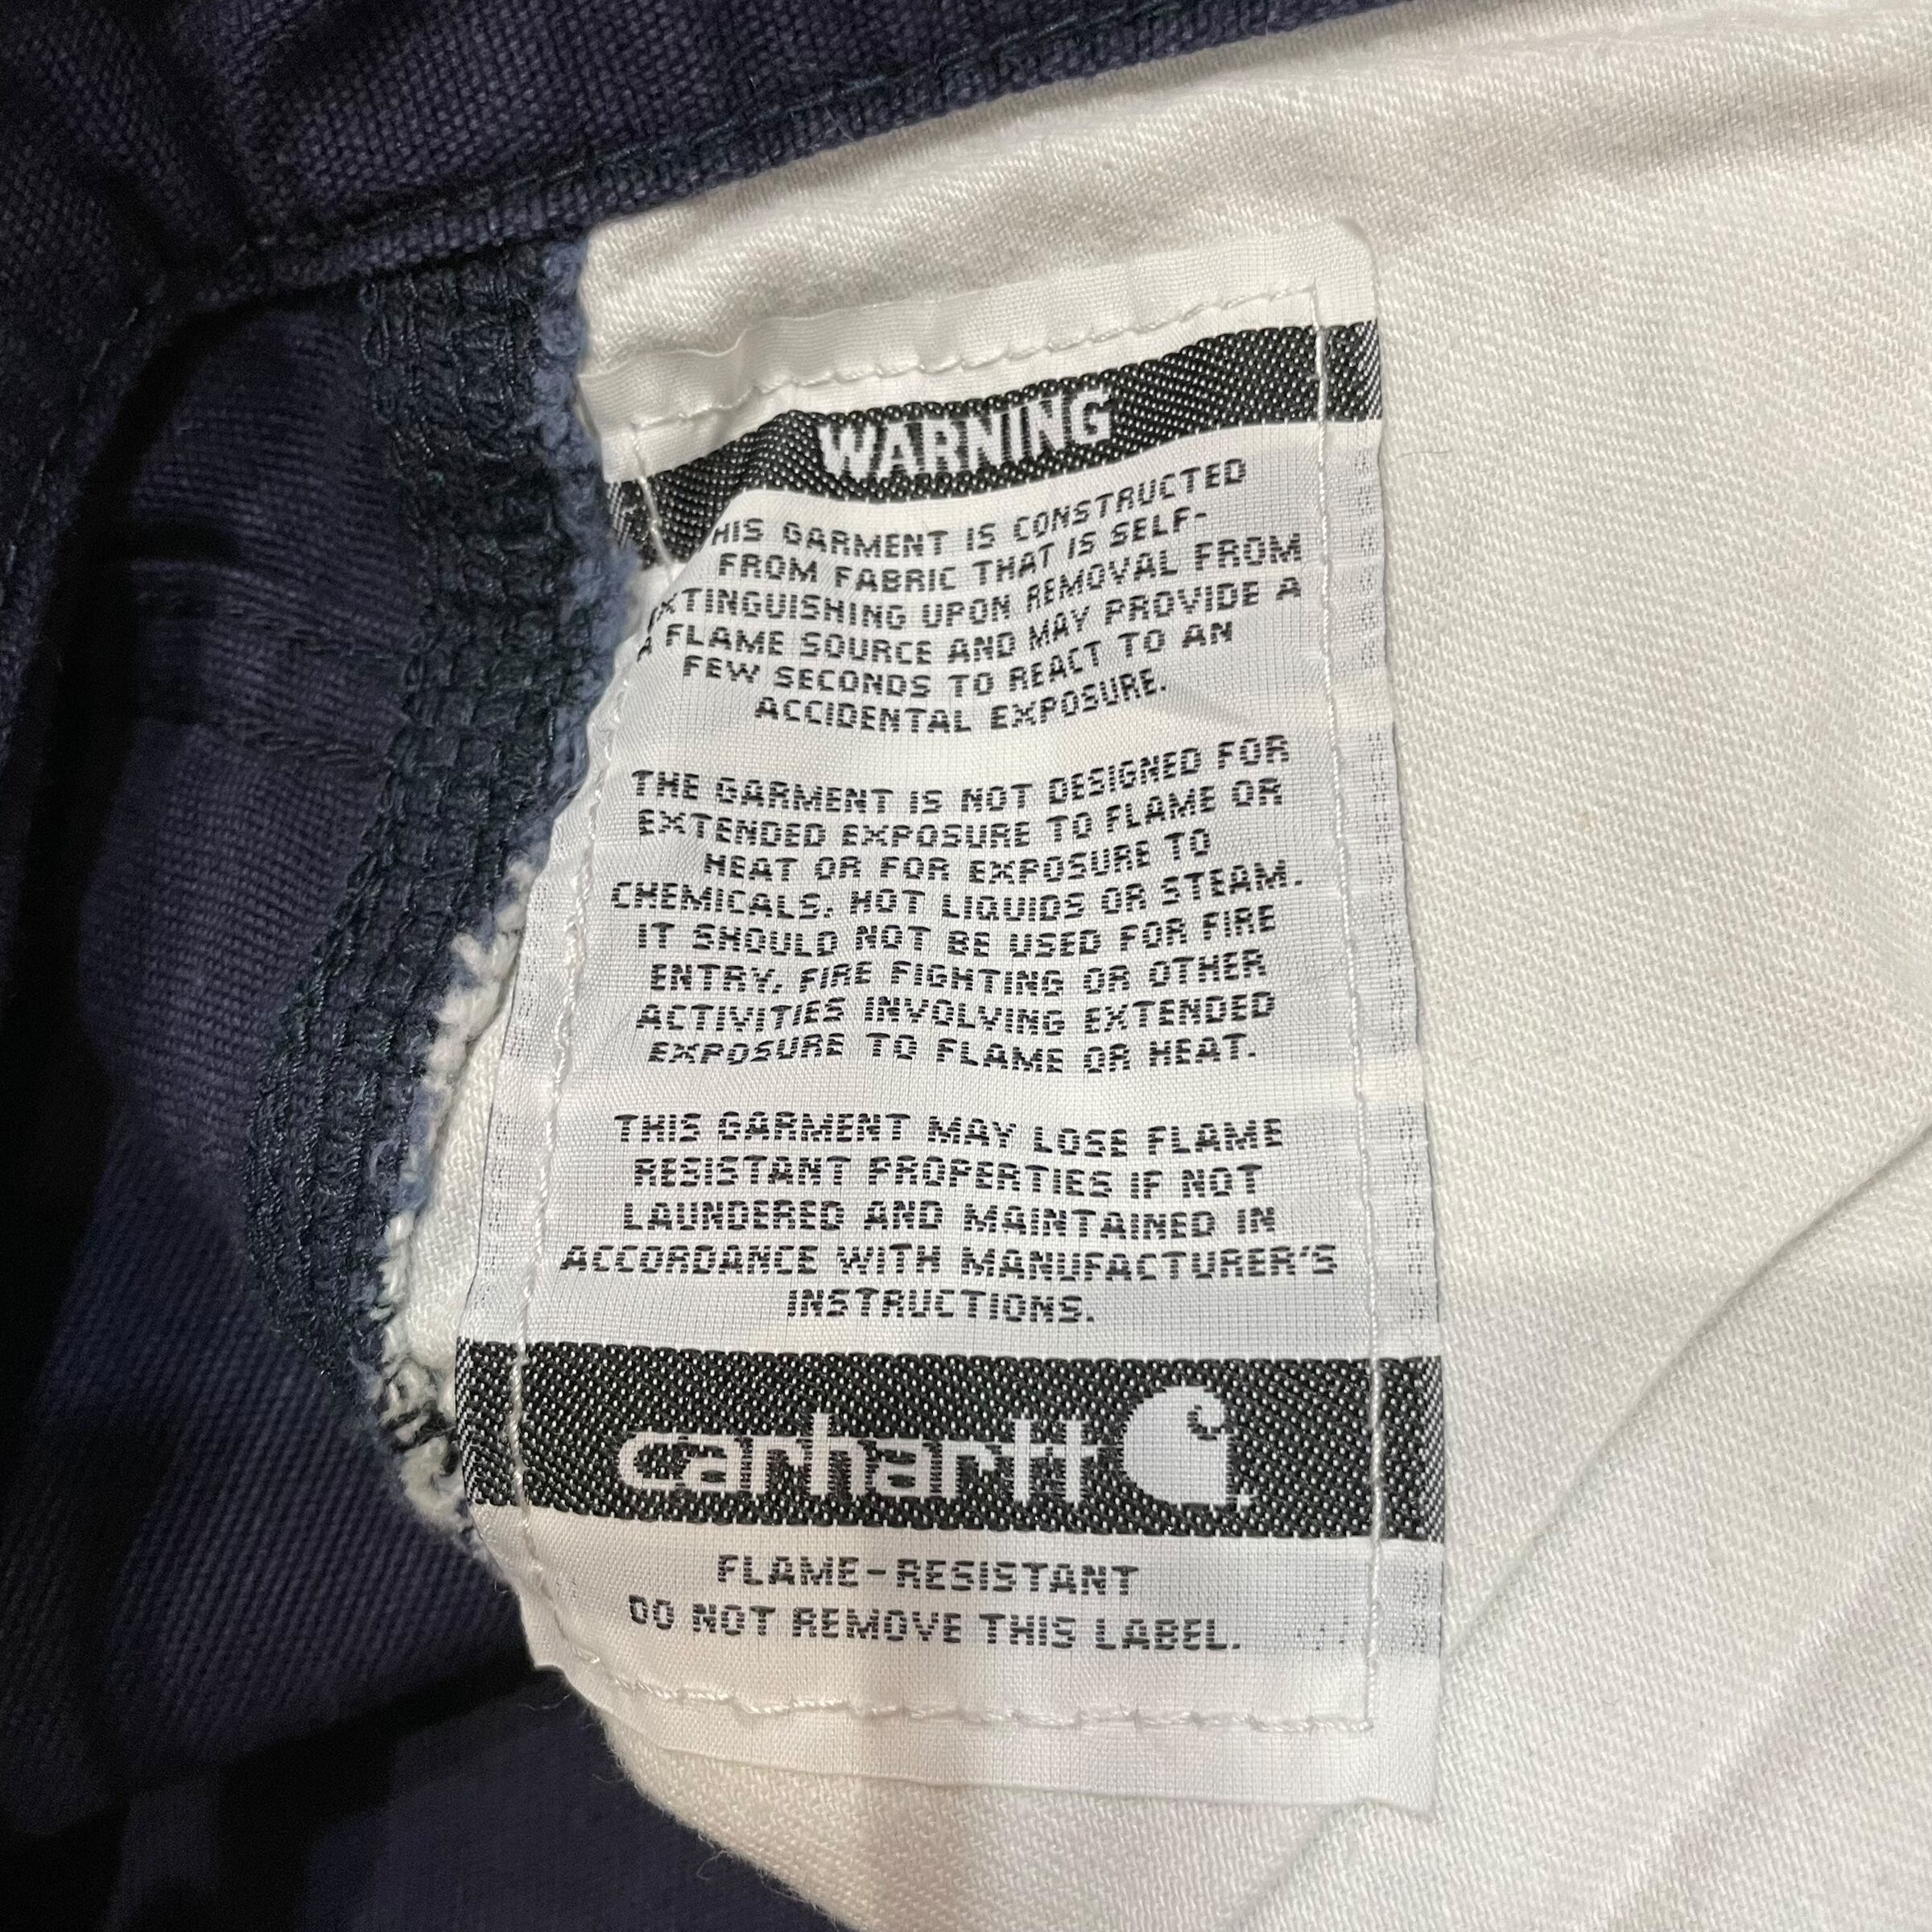 WARNING
HIS GARMENT IS CONSTRUCTED
FROM FABRIC THAT IS SELF-
EXTINGUISHING UPON REMOVAL FROM
A FLAME SOURCE AND MAY PROVIDE A
FEW SECONDS TO REACT TO AN
ACCIDENTAL EXPOSURE.
THE GARMENT IS NOT DESIGNED FOR
EXTENDED EXPOSURE TO FLAME OR
HEAT OR FOR EXPOSURE TO
CHEMICALS, HOT LIQUIDS OR STEAM.
IT SHOULD NOT BE USED FOR FIRE
ENTRY, FIRE FIGHTING OR OTHER
ACTIVITIES INVOLVING EXTENDED
EXPOSURE TO FLAME OR HEAT.
THIS GARMENT MAY LOSE FLAME
RESISTANT PROPERTIES IF NOT
LAUNDERED AND MAINTAINED IN
ACCORDANCE WITH MANUFACTURER'S
INSTRUCTIONS.
carhartt
FLAME-RESISTANT
DO NOT REMOVE THIS LABEL.